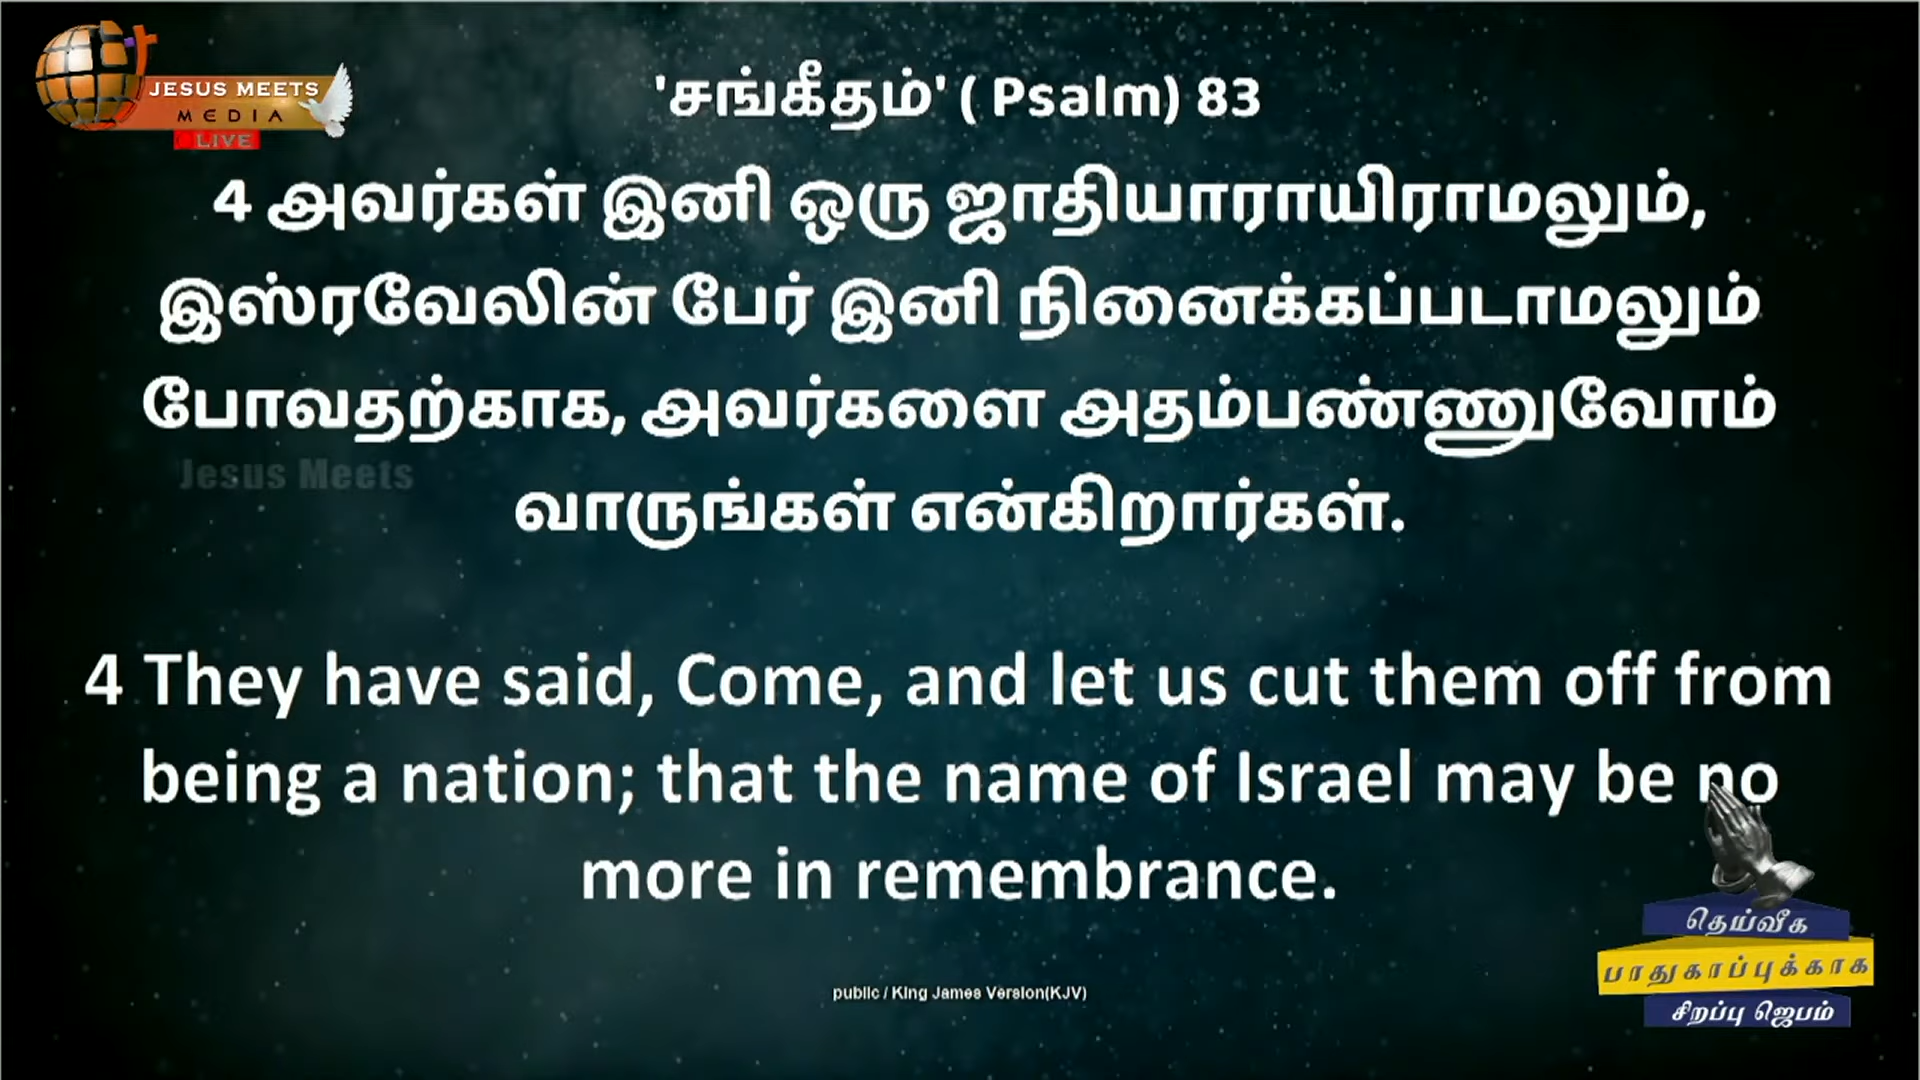 JESUS MEETS
MEDIA
LIVE
'சங்கீதம்' ( Psalm) 83
4 அவர்கள் இனி ஒரு ஜாதியாராயிராமலும்,
இஸ்ரவேலின் பேர் இனி நினைக்கப்படாமலும்
போவதற்காக, அவர்களை அதம்பண்ணுவோம்
Jesus Meets
வாருங்கள் என்கிறார்கள்.
4 They have said, Come, and let us cut them off from
being a nation; that the name of Israel may be no
more in remembrance.
தெய்வீக
பாதுகாப்புக்காக
சிறப்பு ஜெபம்
public / King James Version(KJV)